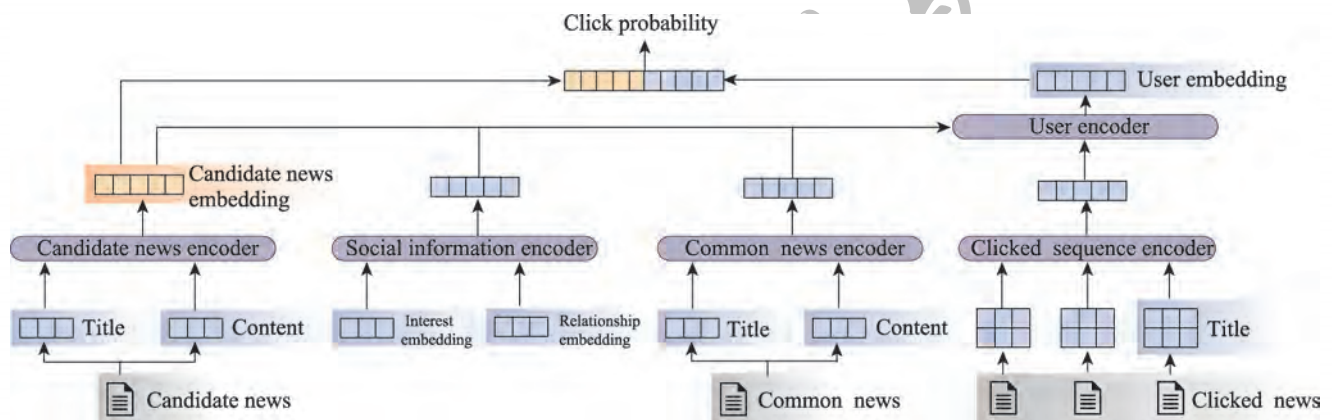 Click probability
User embedding
User encoder
Candidate news
embedding
Candidate news encoder
Social information encoder
Common news encoder
Clicked sequence encoder
Title
Content
Interest
embedding
Relationship
embedding
Title
Content
Title
Candidate news
Common news
Clicked news